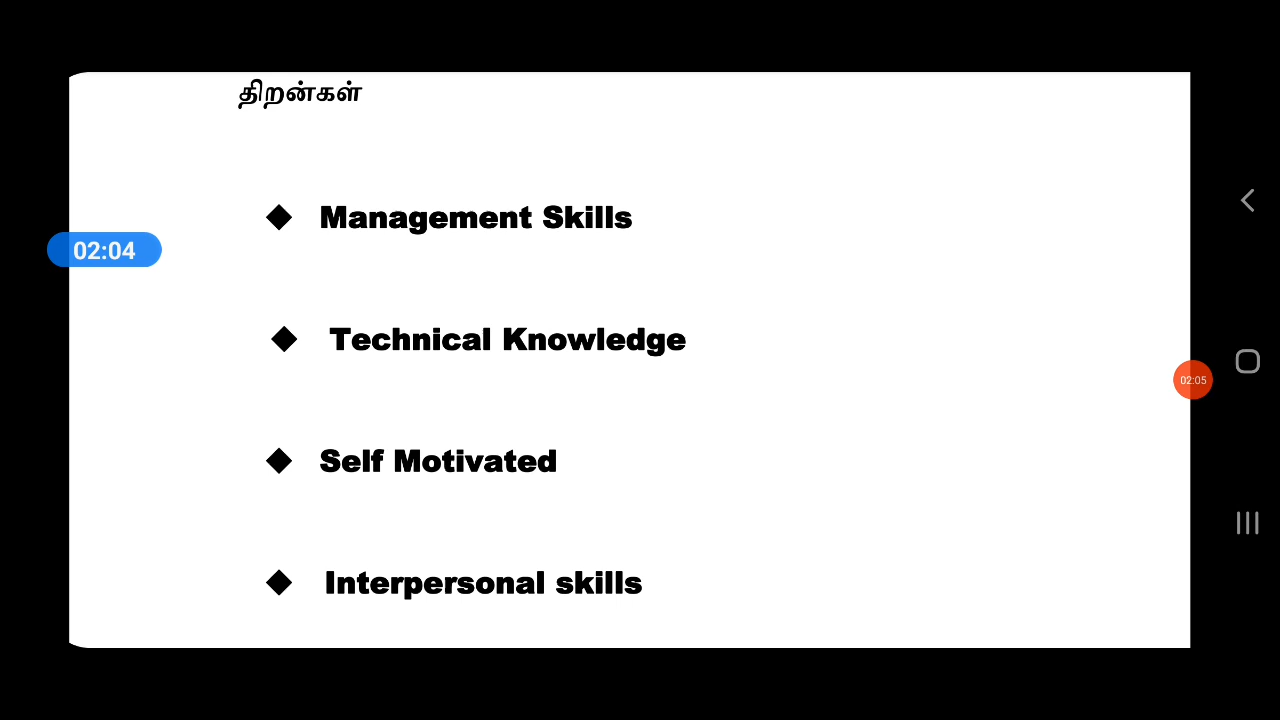 திறன்கள்
◆ Management Skills
02:04
◆ Technical Knowledge
02:05
◆ Self Motivated
◆ Interpersonal skills